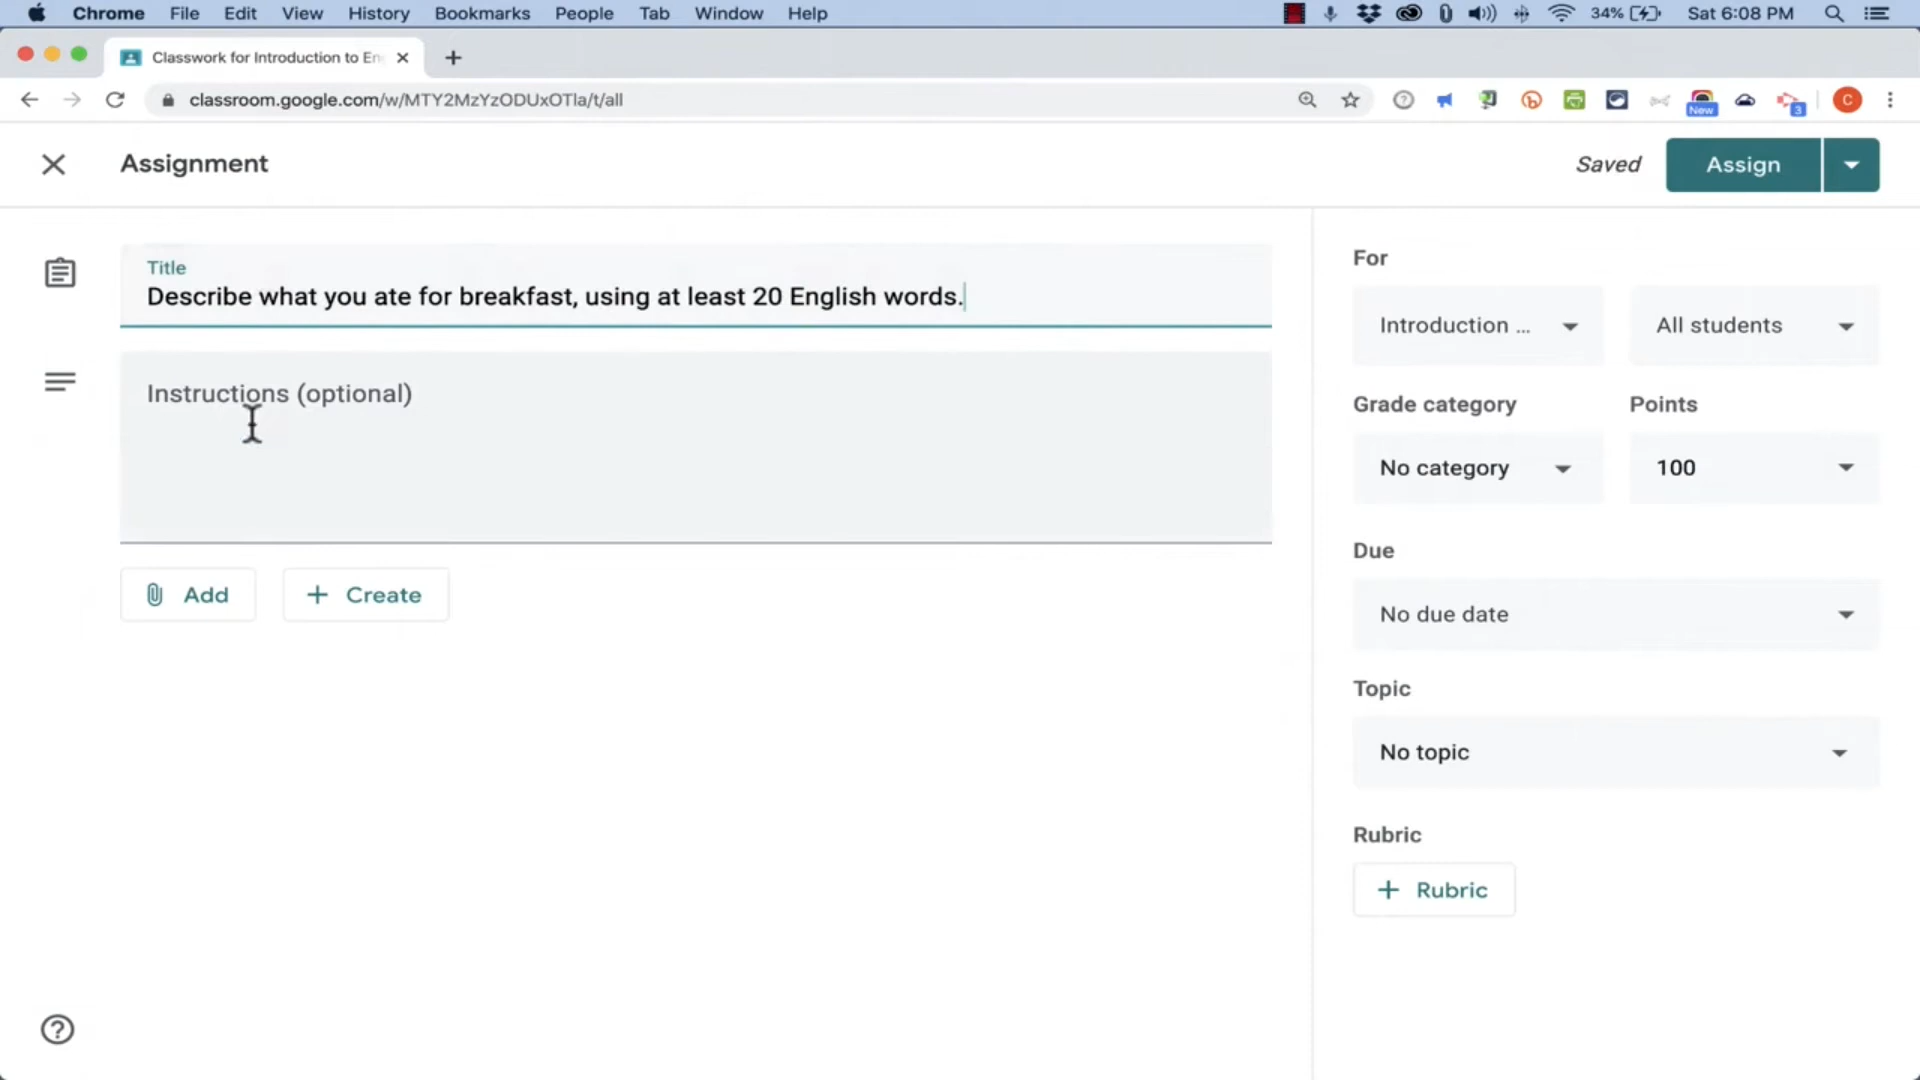 Chrome File Edit View History Bookmarks People Tab Window Help 34% Sat 6:08 PM
Classwork for Introduction to En
classroom.google.com/w/MTY2MzYzODUxOTla/t/all
New 3 C
Assignment Saved Assign
Title
Describe what you ate for breakfast, using at least 20 English words.
Instructions (optional)
Add + Create
For
Introduction ... All students
Grade category Points
No category 100
Due
No due date
Topic
No topic
Rubric
+ Rubric